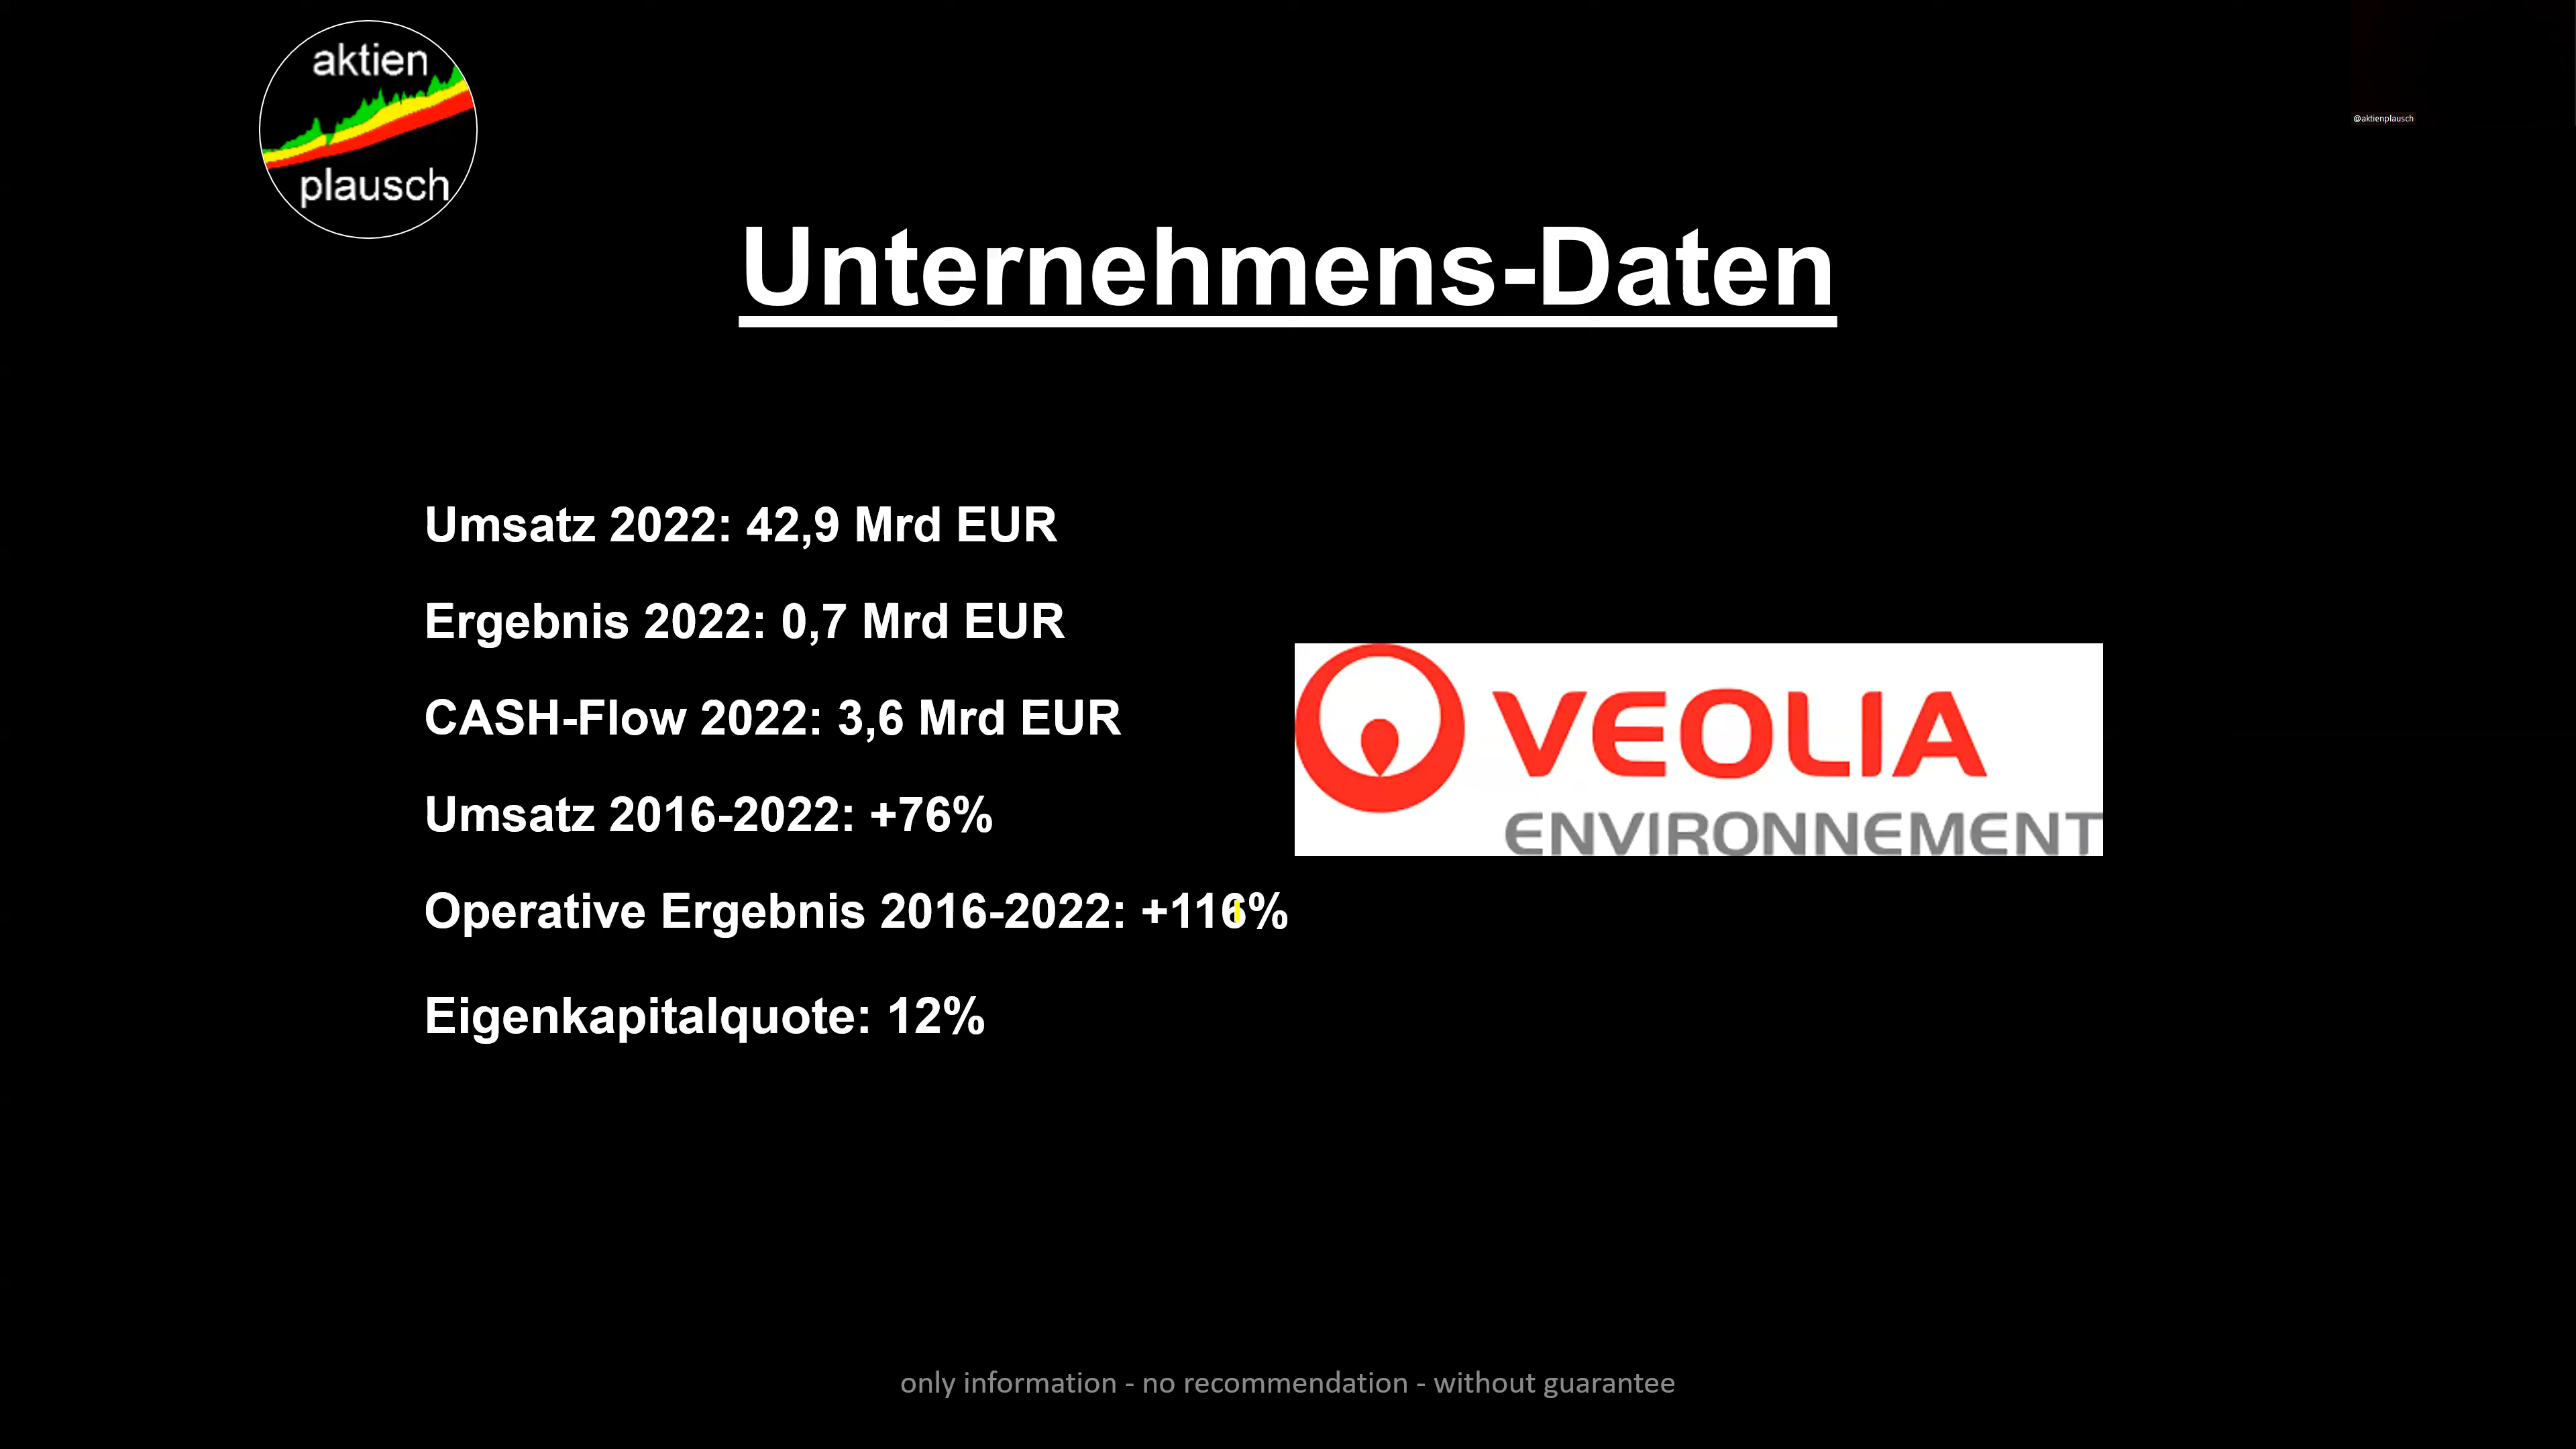 aktien
plausch
@aktienplausch
Unternehmens-Daten
Umsatz 2022: 42,9 Mrd EUR
Ergebnis 2022: 0,7 Mrd EUR
CASH-Flow 2022: 3,6 Mrd EUR
Umsatz 2016-2022: +76%
Operative Ergebnis 2016-2022: +116%
Eigenkapitalquote: 12%
VEOLIA
ENVIRONNEMENT
only information - no recommendation - without guarantee